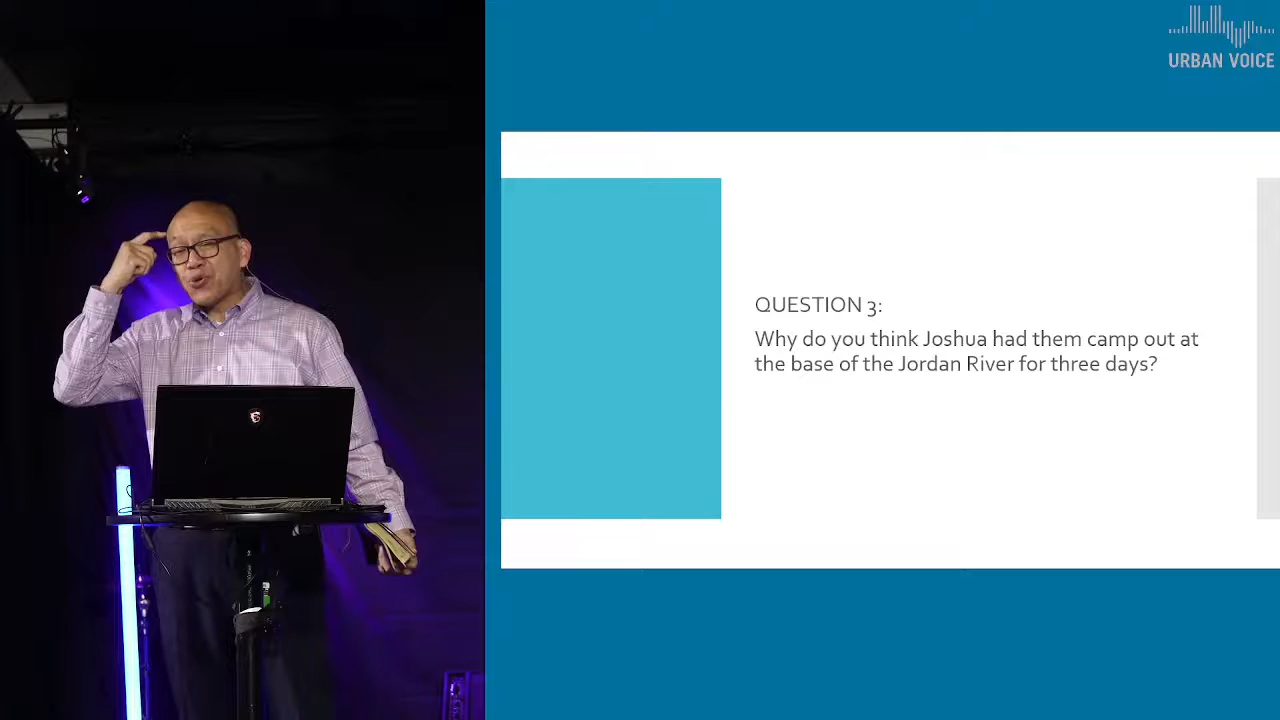 URBAN VOICE
QUESTION 3:
Why do you think Joshua had them camp out at
the base of the Jordan River for three days?